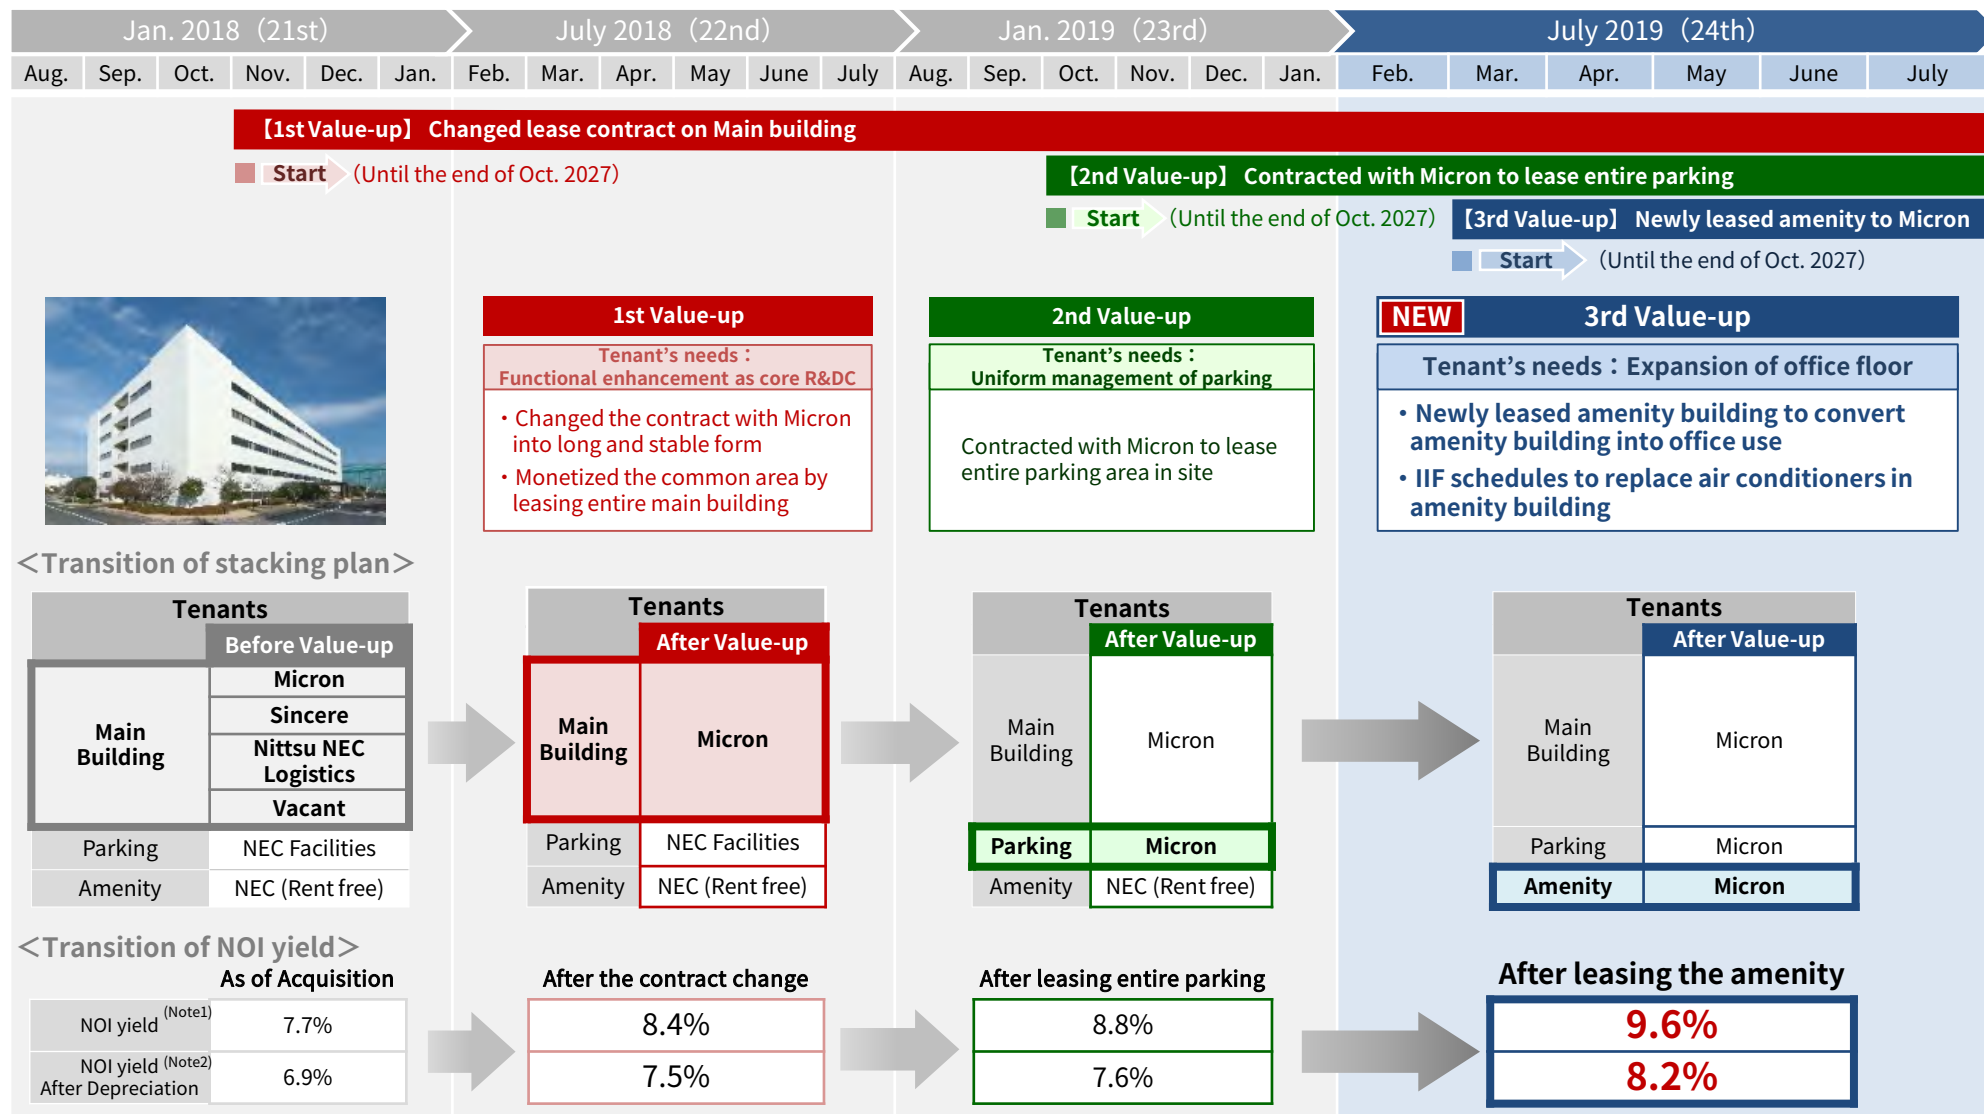 Jan. 2018（21st）
July 2018（22nd）
Jan. 2019（23rd）
July 2019（24th）
Aug. Sep. Oct. Nov. Dec. Jan. Feb. Mar. Apr. May June July Aug. Sep. Oct. Nov. Dec. Jan. Feb. Mar. Apr. May June July
【1st Value-up】 Changed lease contract on Main building
Start （Until the end of Oct. 2027）
【2nd Value-up】 Contracted with Micron to lease entire parking
Start （Until the end of Oct. 2027）
【3rd Value-up】 Newly leased amenity to Micron
Start （Until the end of Oct. 2027）
1st Value-up
Tenant's needs：
Functional enhancement as core R&DC
・Changed the contract with Micron
into long and stable form
・Monetized the common area by
leasing entire main building
2nd Value-up
Tenant's needs：
Uniform management of parking
Contracted with Micron to lease
entire parking area in site
NEW 3rd Value-up
Tenant's needs：Expansion of office floor
・Newly leased amenity building to convert
amenity building into office use
・IIF schedules to replace air conditioners in
amenity building
＜Transition of stacking plan＞
Tenants
Before Value-up
Main
Building
Micron
Sincere
Nittsu NEC
Logistics
Vacant
Parking NEC Facilities
Amenity NEC (Rent free)
Tenants
After Value-up
Main
Building
Micron
Parking NEC Facilities
Amenity NEC (Rent free)
Tenants
After Value-up
Main
Building
Micron
Parking Micron
Amenity NEC (Rent free)
Tenants
After Value-up
Main
Building
Micron
Parking Micron
Amenity Micron
＜Transition of NOI yield＞
As of Acquisition
After the contract change
After leasing entire parking
After leasing the amenity
NOI yield (Note1) 7.7% 8.4% 8.8% 9.6%
NOI yield (Note2)
After Depreciation
6.9% 7.5% 7.6% 8.2%